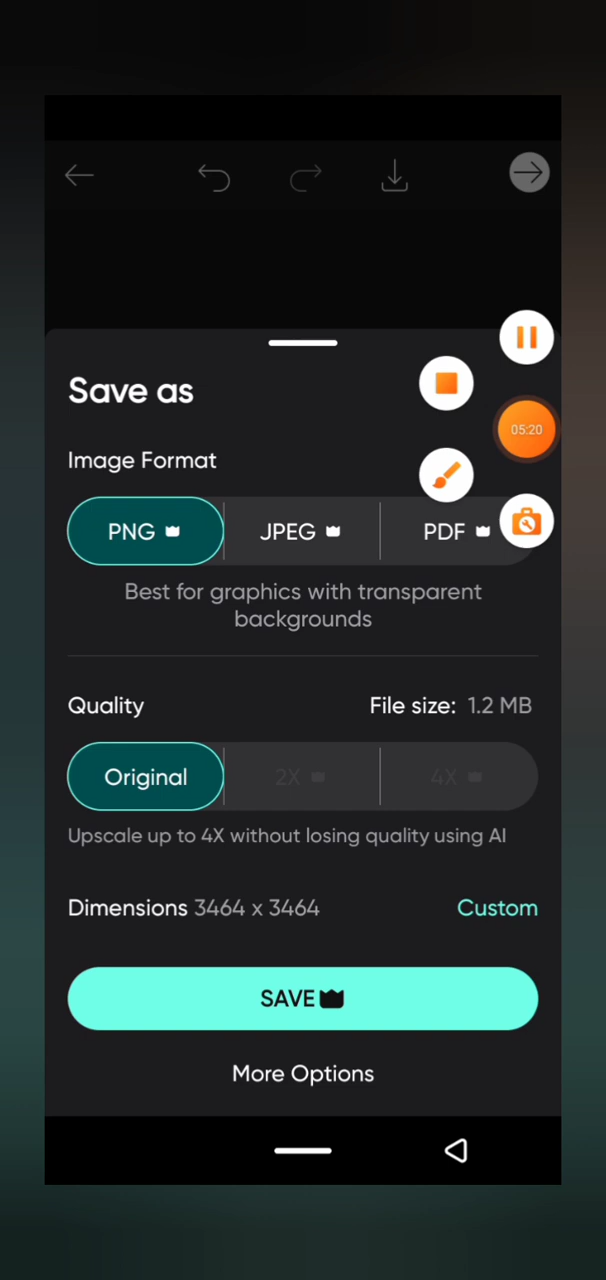 Save as
05:20
Image Format
PNG JPEG PDF
Best for graphics with transparent
backgrounds
Quality File size: 1.2 MB
Original 2X 4X
Upscale up to 4X without losing quality using AI
Dimensions 3464 x 3464 Custom
SAVE
More Options